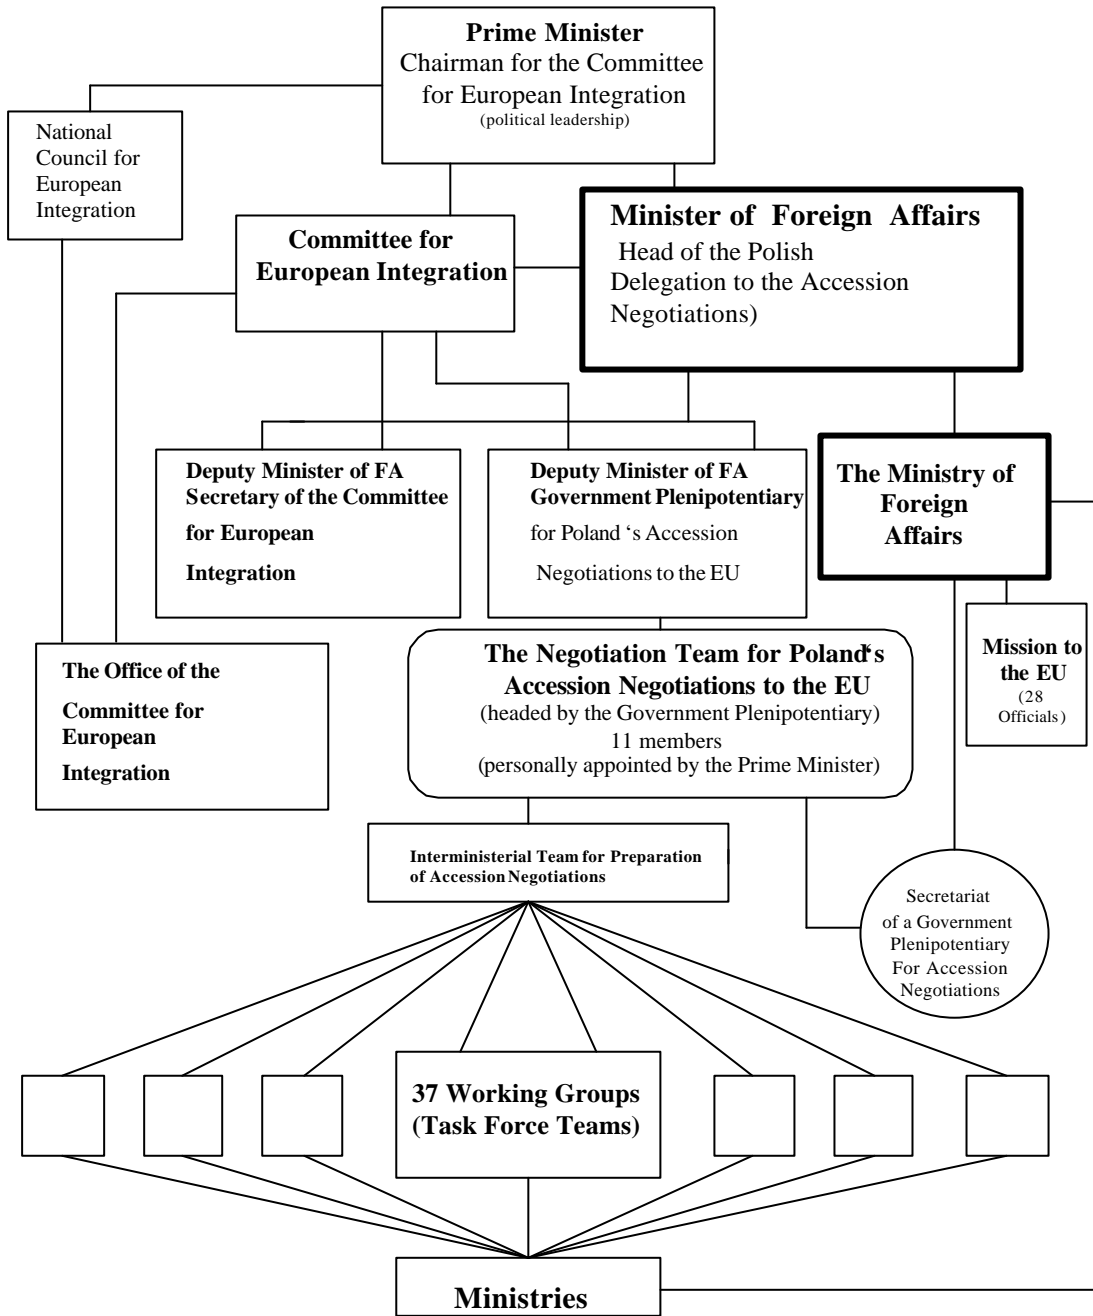 Prime Minister
Chairman for the Committee
for European Integration
(political leadership)
National
Council for
European
Integration
Minister of Foreign Affairs
Head of the Polish
Delegation to the Accession
Negotiations)
Committee for
European Integration
Deputy Minister of FA
Secretary of the Committee
for European
Integration
Deputy Minister of FA
Government Plenipotentiary
for Poland ‘s Accession
Negotiations to the EU
The Ministry of
Foreign
Affairs
Mission to
the EU
(28
Officials)
The Office of the
Committee for
European
Integration
The Negotiation Team for Poland‘s
Accession Negotiations to the EU
(headed by the Government Plenipotentiary)
11 members
(personally appointed by the Prime Minister)
Interministerial Team for Preparation
of Accession Negotiations
Secretariat
of a Government
Plenipotentiary
For Accession
Negotiations
37 Working Groups
(Task Force Teams)
Ministries